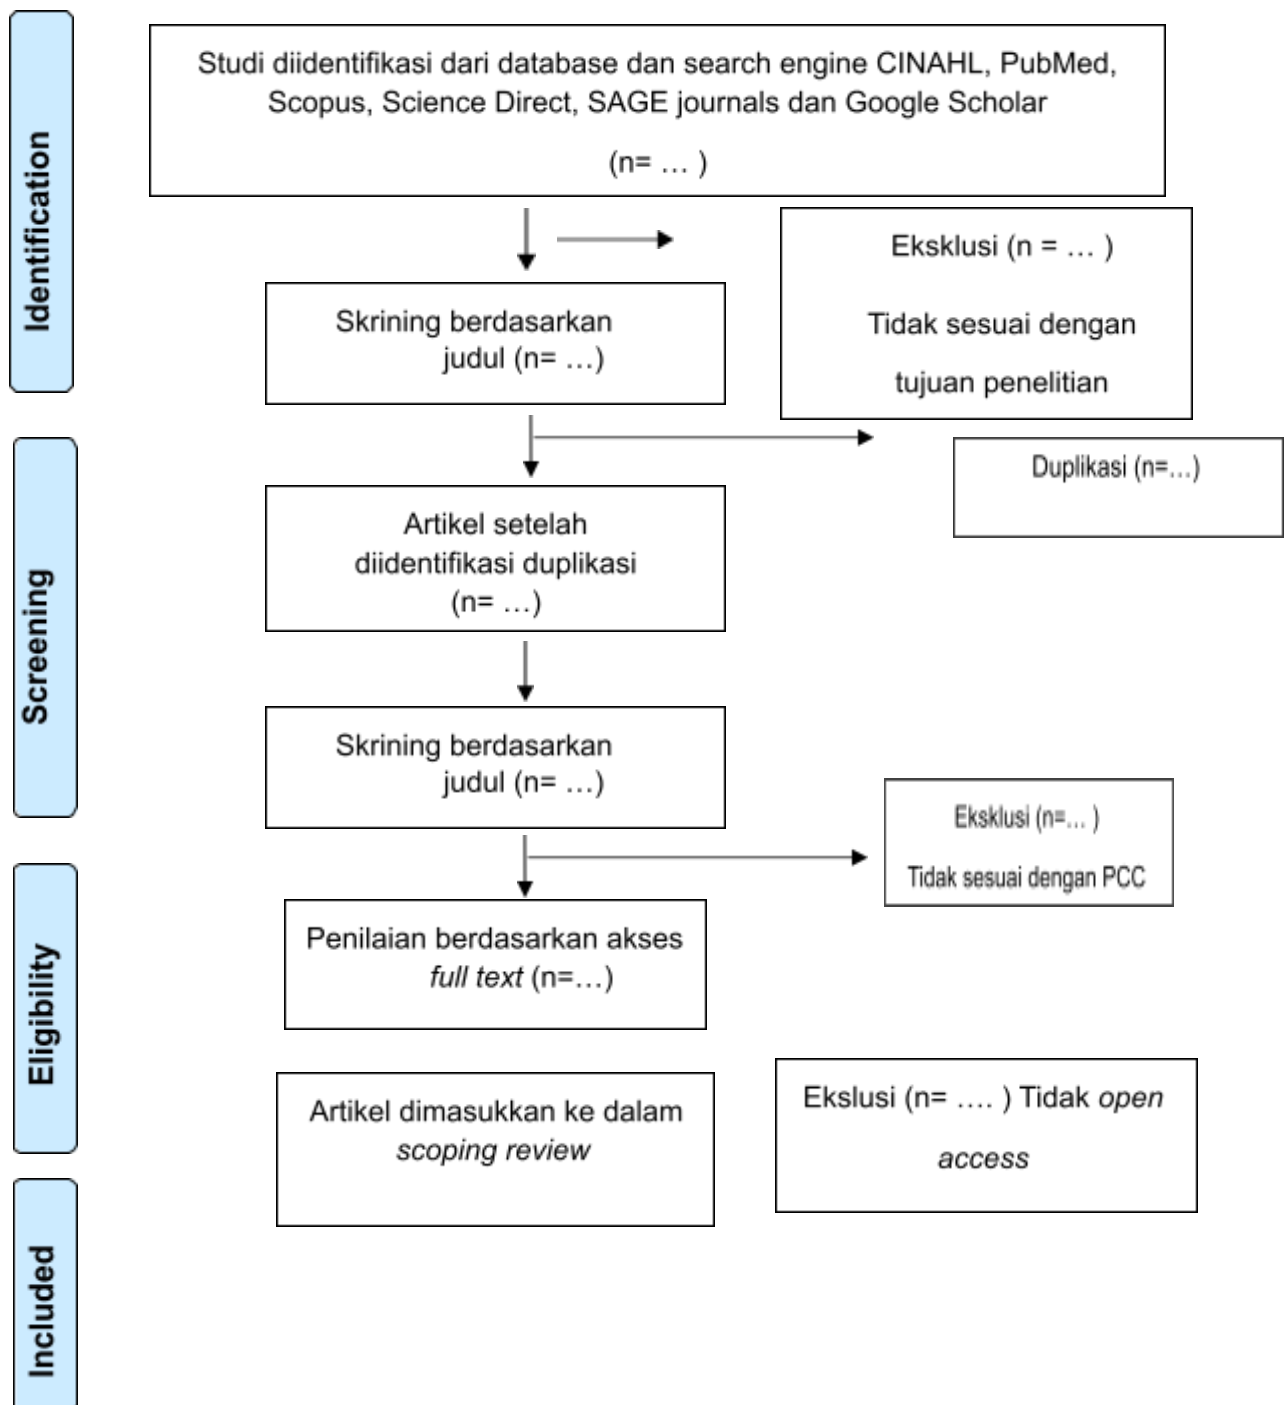 Identification
Studi diidentifikasi dari database dan search engine CINAHL, PubMed,
Scopus, Science Direct, SAGE journals dan Google Scholar
(n= … )
Eksklusi (n = … )
Tidak sesuai dengan
tujuan penelitian
Skrining berdasarkan
judul (n= …)
Screening
Duplikasi (n=…)
Artikel setelah
diidentifikasi duplikasi
(n= …)
Skrining berdasarkan
judul (n= …)
Eksklusi (n=… )
Tidak sesuai dengan PCC
Eligibility
Penilaian berdasarkan akses
full text (n=…)
Artikel dimasukkan ke dalam
scoping review
Ekslusi (n= …. ) Tidak open
access
Included